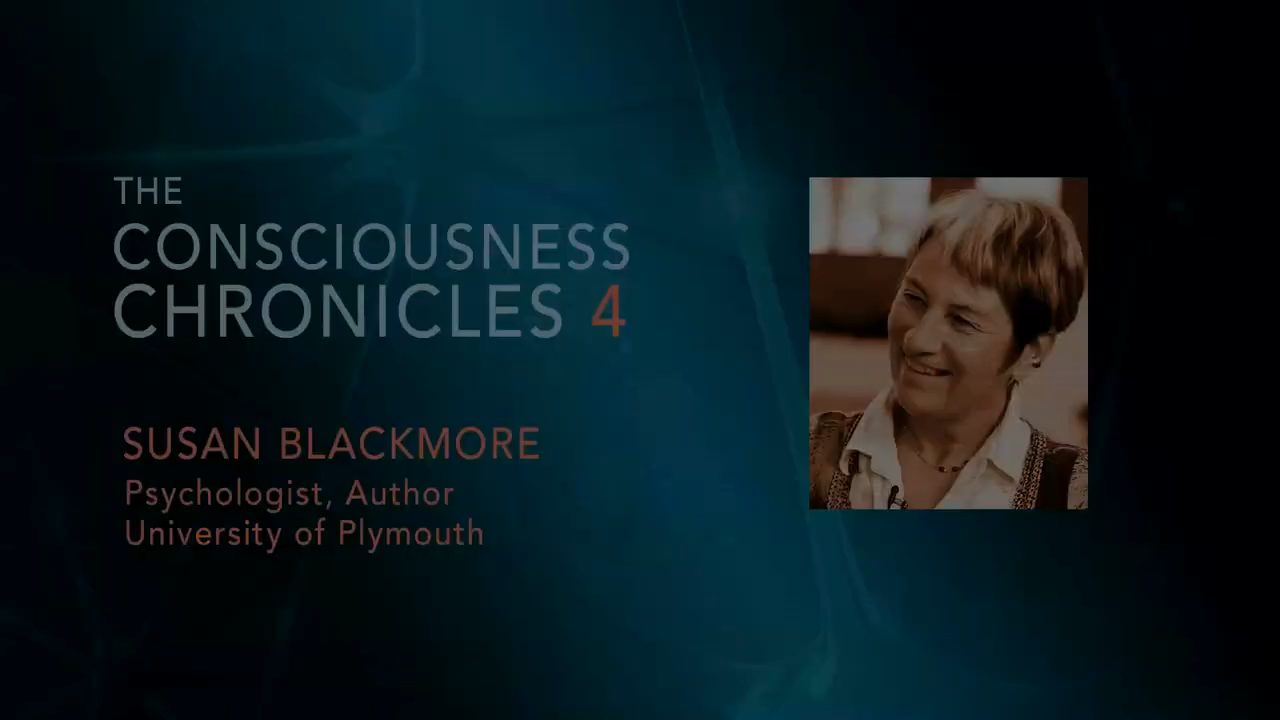 THE
CONSCIOUSNESS
CHRONICLES 4
SUSAN BLACKMORE
Psychologist, Author
University of Plymouth